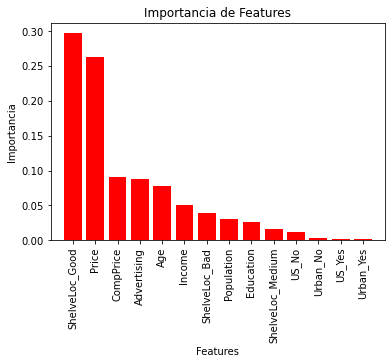 Importancia de Features
Importancia
0.30
0.25
0.20
0.15
0.10
0.05
0.00
ShelveLoc_Good
Price
CompPrice
Advertising
Age
Income
ShelveLoc_Bad
Population
Education
ShelveLoc_Medium
US_No
Urban_No
US_Yes
Urban_Yes
Features